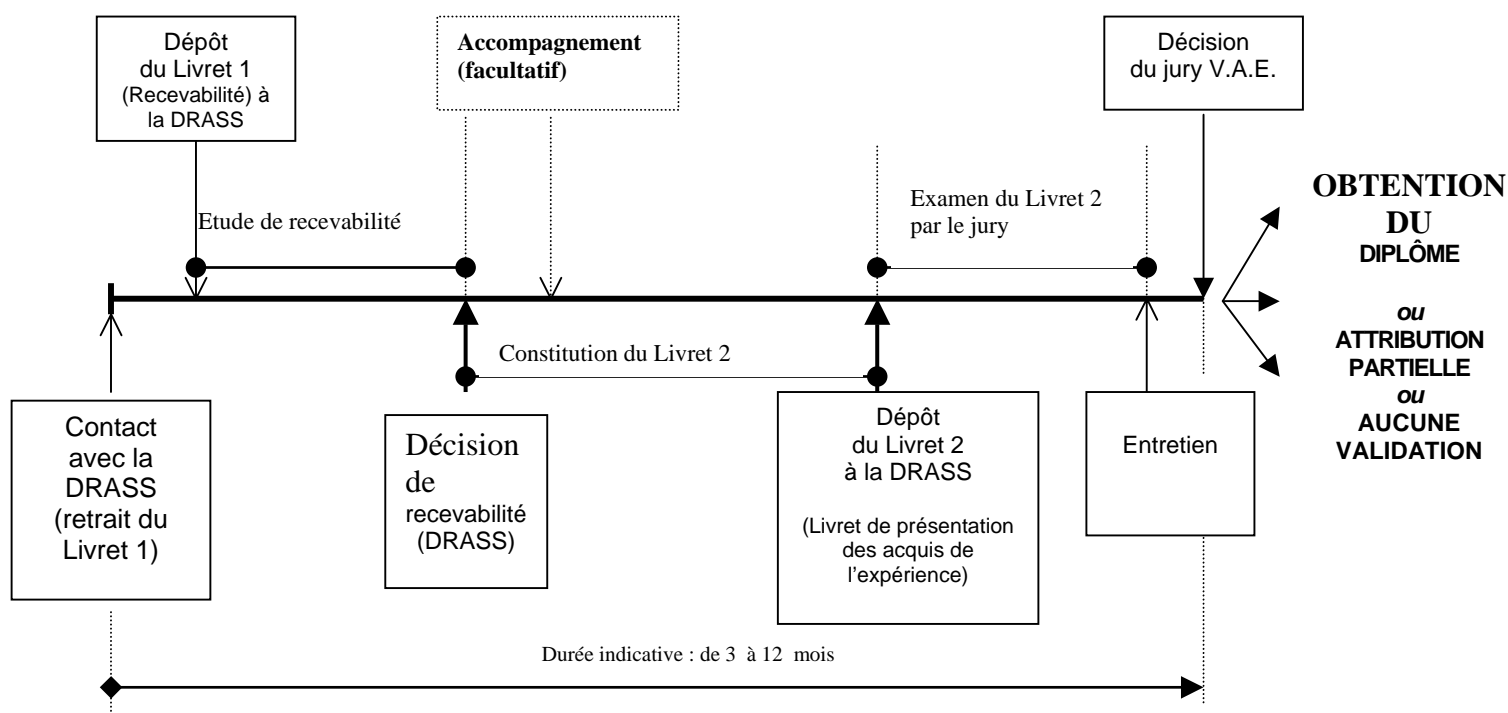 Dépôt
du Livret 1
(Recevabilité) à
la DRASS
Accompagnement
(facultatif)
Décision
du jury V.A.E.
Etude de recevabilité
Examen du Livret 2
par le jury
OBTENTION
DU
DIPLÔME
ou
ATTRIBUTION
PARTIELLE
ou
AUCUNE
VALIDATION
Constitution du Livret 2
Contact
avec la
DRASS
(retrait du
Livret 1)
Décision
de
recevabilité
(DRASS)
Dépôt
du Livret 2
à la DRASS
(Livret de présentation
des acquis de
l'expérience)
Entretien
Durée indicative : de 3 à 12 mois